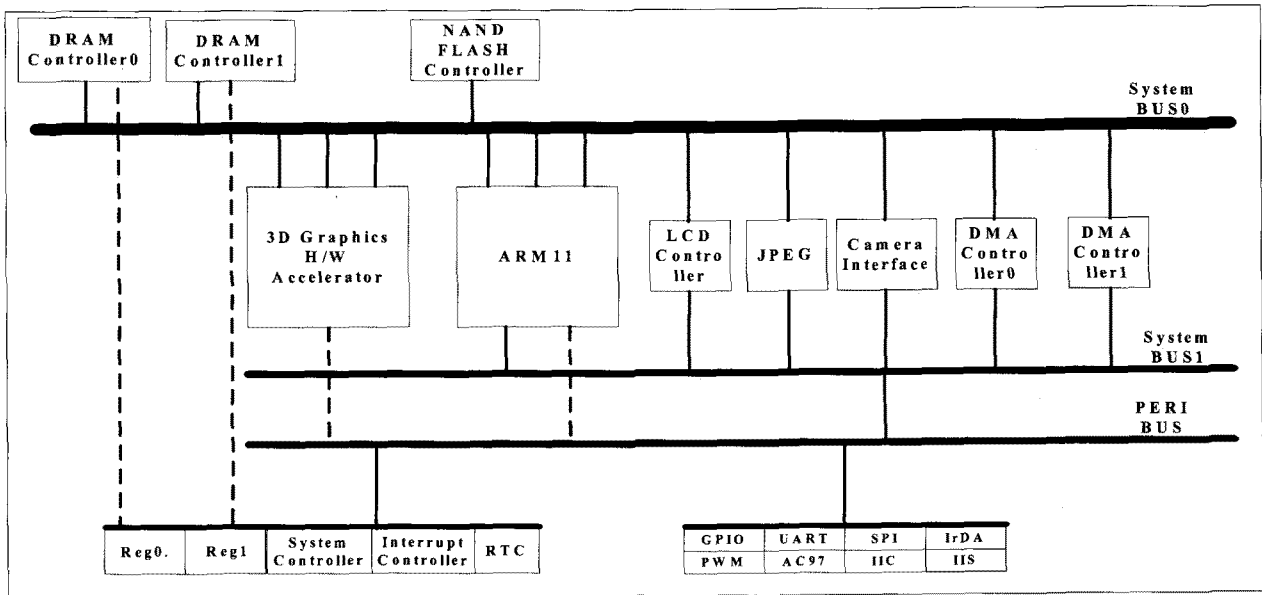 DRAM
Controller0
DRAM
Controller1
NAND
FLASH
Controller
System
BUS0
3D Graphics
H/W
Accelerator
ARM11
LCD
Contro
ller
JPEG
Camera
Interface
DMA
Contro
ller0
DMA
Contro
ller1
System
BUS1
PERI
BUS
Reg0.
Reg1
System
Controller
Interrupt
Controller
RTC
GPIO UART SPI IrDA
PWM AC97 IIC IIS